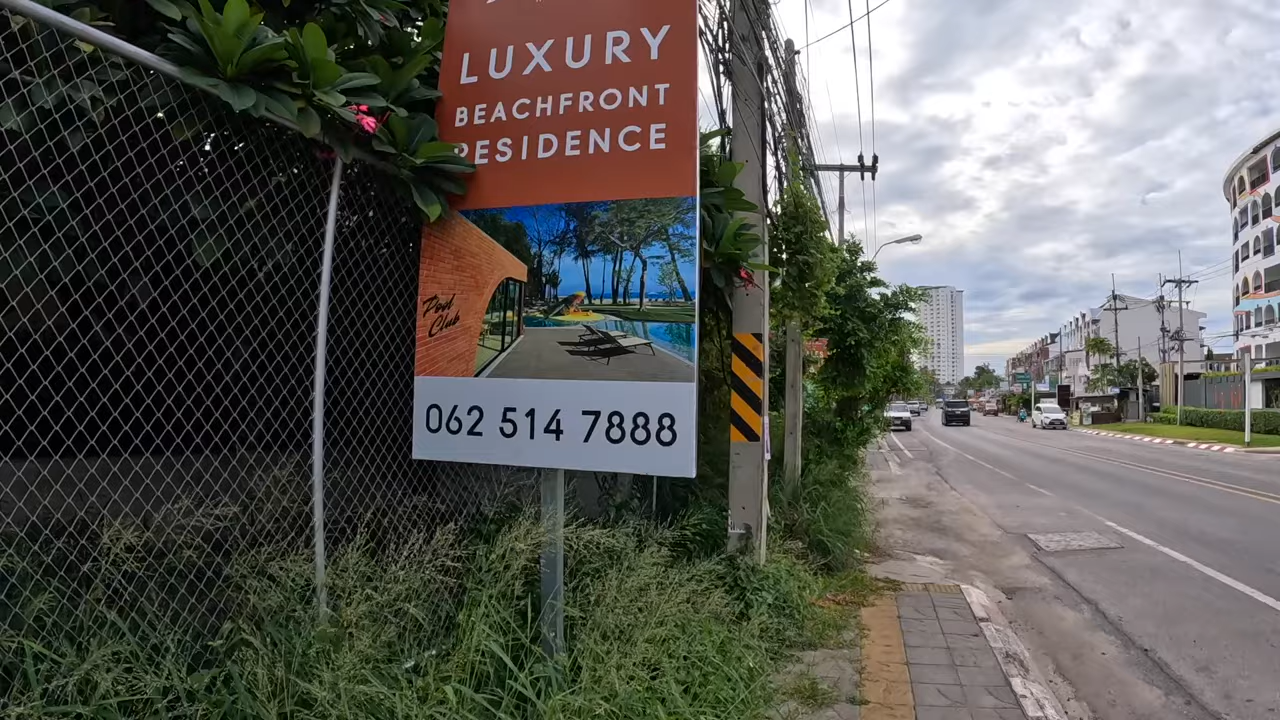 LUXURY
BEACHFRONT
RESIDENCE
Pool
Club
062 514 7888